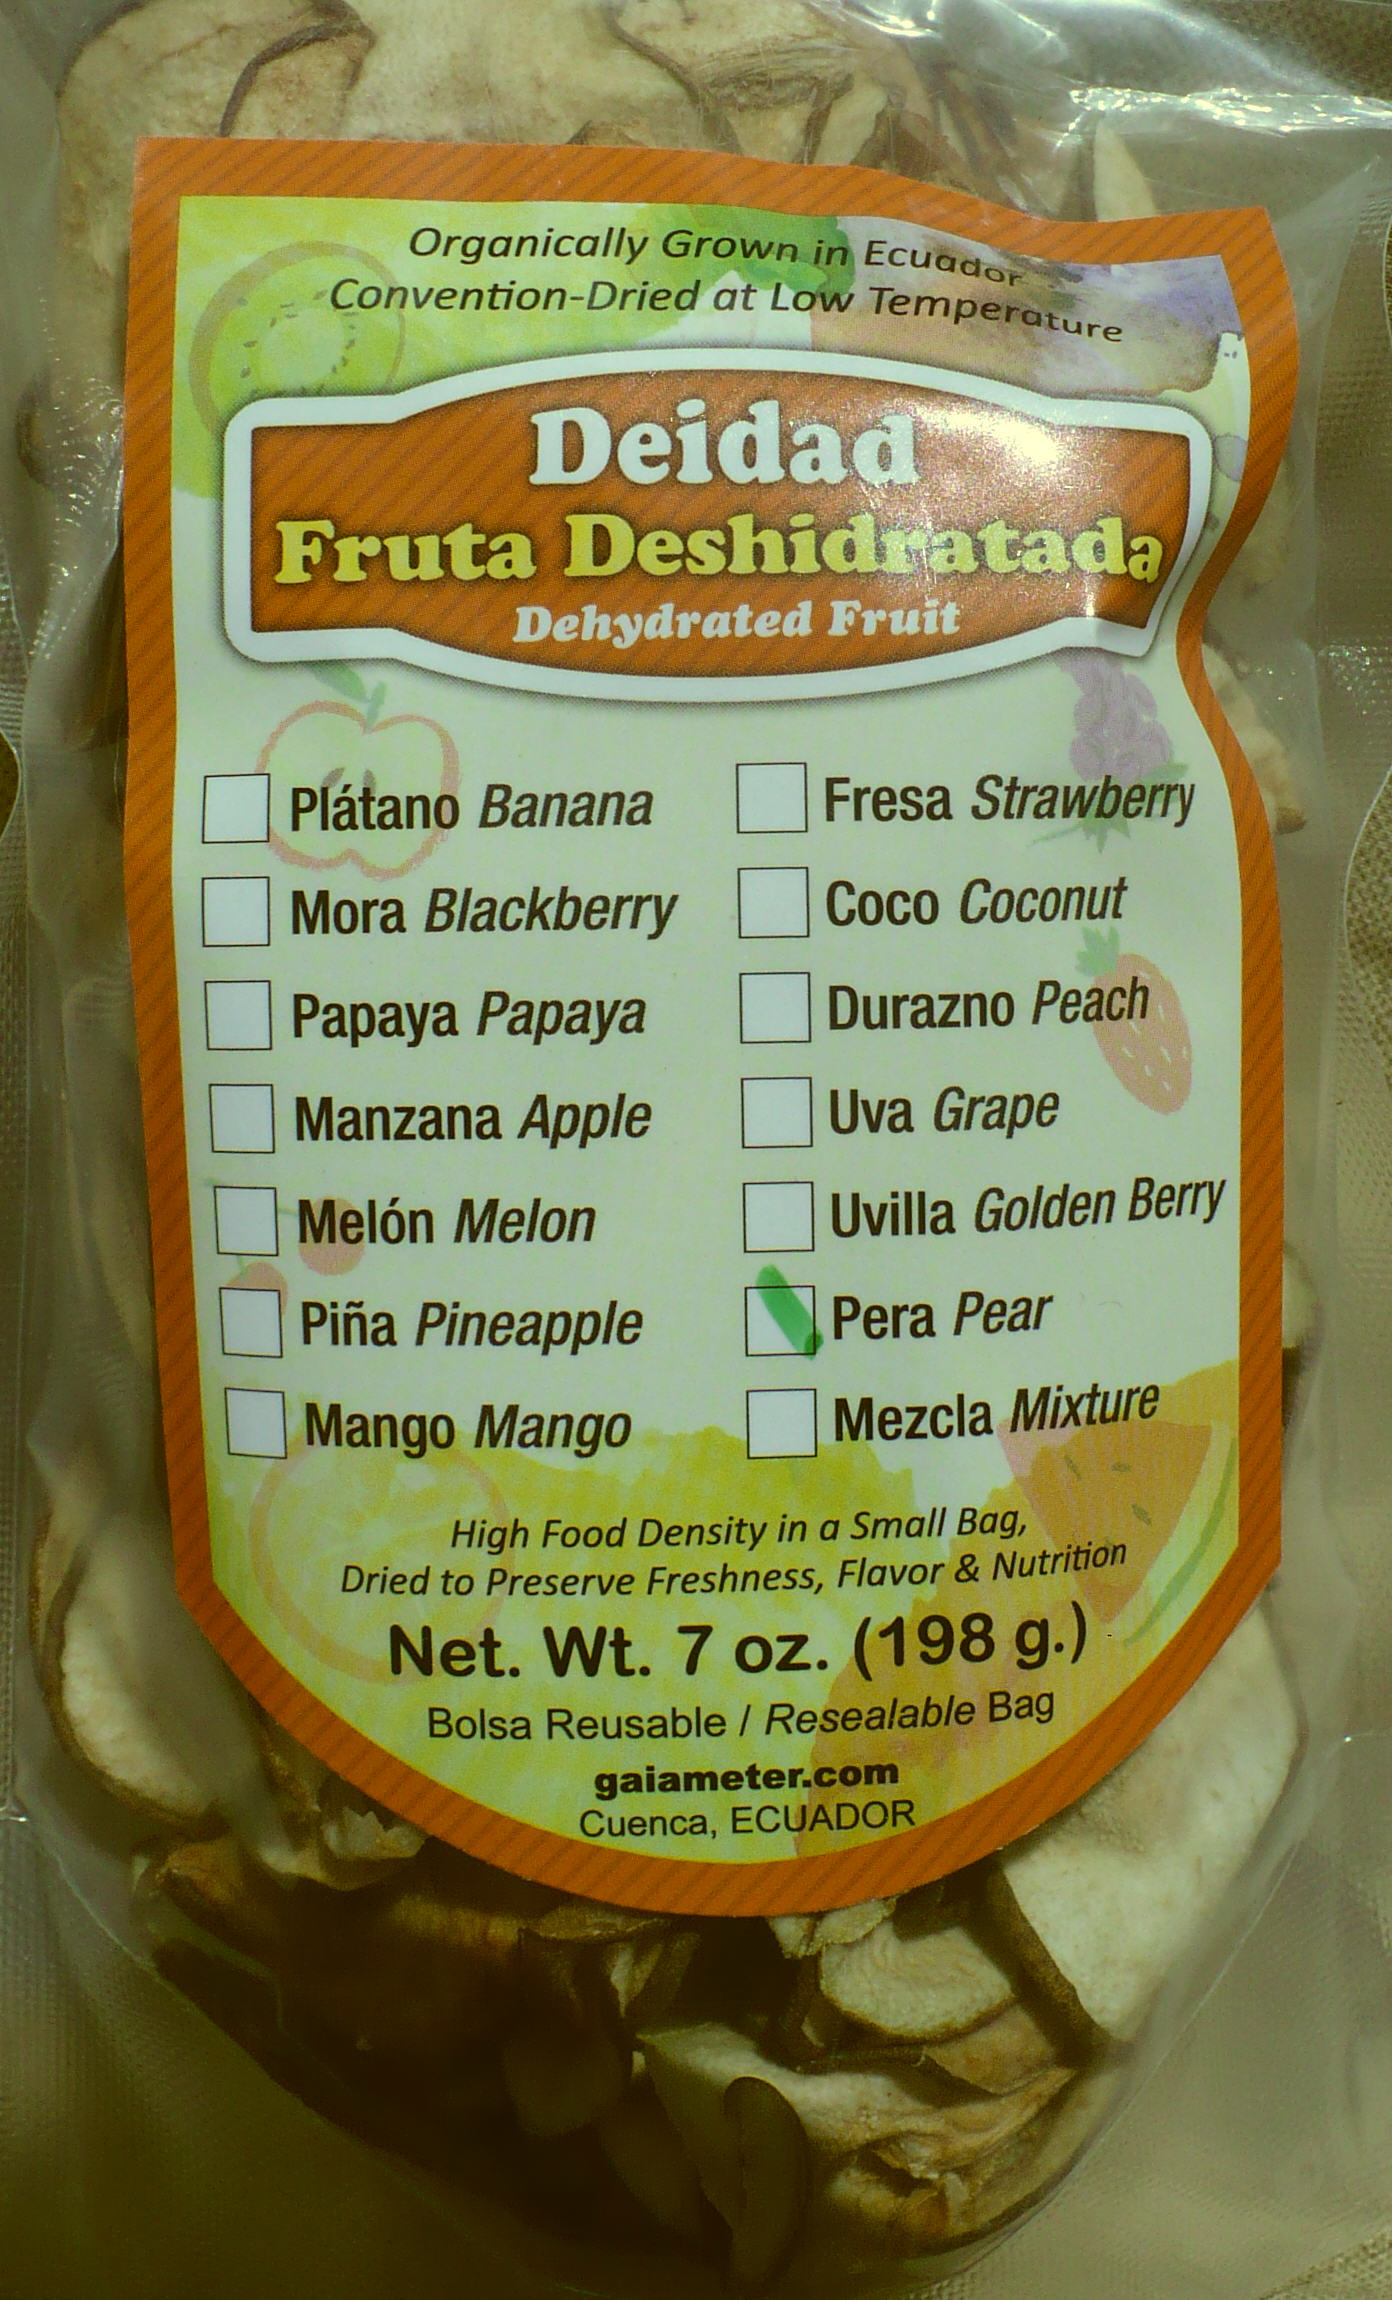 Organically Grown in Ecuador
Convention-Dried at Low Temperature
Deidad
Fruta Deshidratada
Dehydrated Fruit
Plátano Banana
Mora Blackberry
Papaya Papaya
Manzana Apple
Melón Melon
Piña Pineapple
Mango Mango
Fresa Strawberry
Coco Coconut
Durazno Peach
Uva Grape
Uvilla Golden Berry
Pera Pear
Mezcla Mixture
High Food Density in a Small Bag,
Dried to Preserve Freshness, Flavor & Nutrition
Net. Wt. 7 oz. (198 g.)
Bolsa Reusable / Resealable Bag
gaiameter.com
Cuenca, ECUADOR